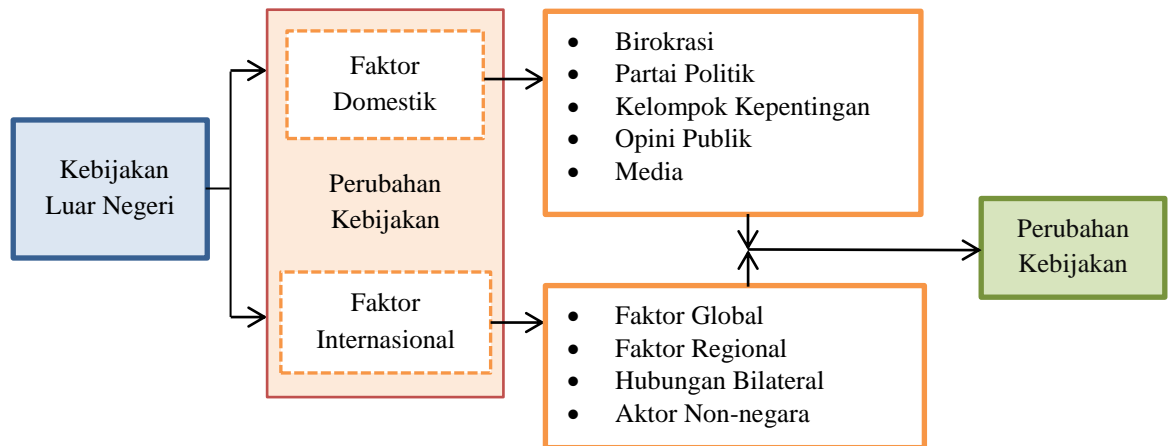 Kebijakan
Luar Negeri
Faktor
Domestik
Perubahan
Kebijakan
Faktor
Internasional
• Birokrasi
• Partai Politik
• Kelompok Kepentingan
• Opini Publik
• Media
• Faktor Global
• Faktor Regional
• Hubungan Bilateral
• Aktor Non-negara
Perubahan
Kebijakan